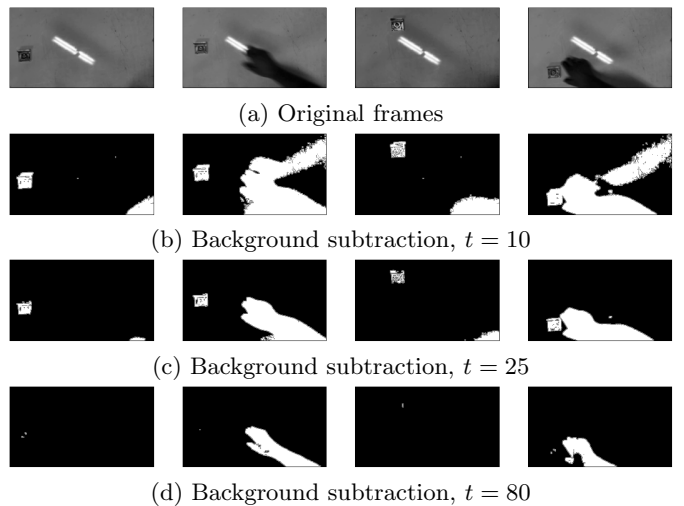 (a) Original frames
(b) Background subtraction, t = 10
(c) Background subtraction, t = 25
(d) Background subtraction, t = 80